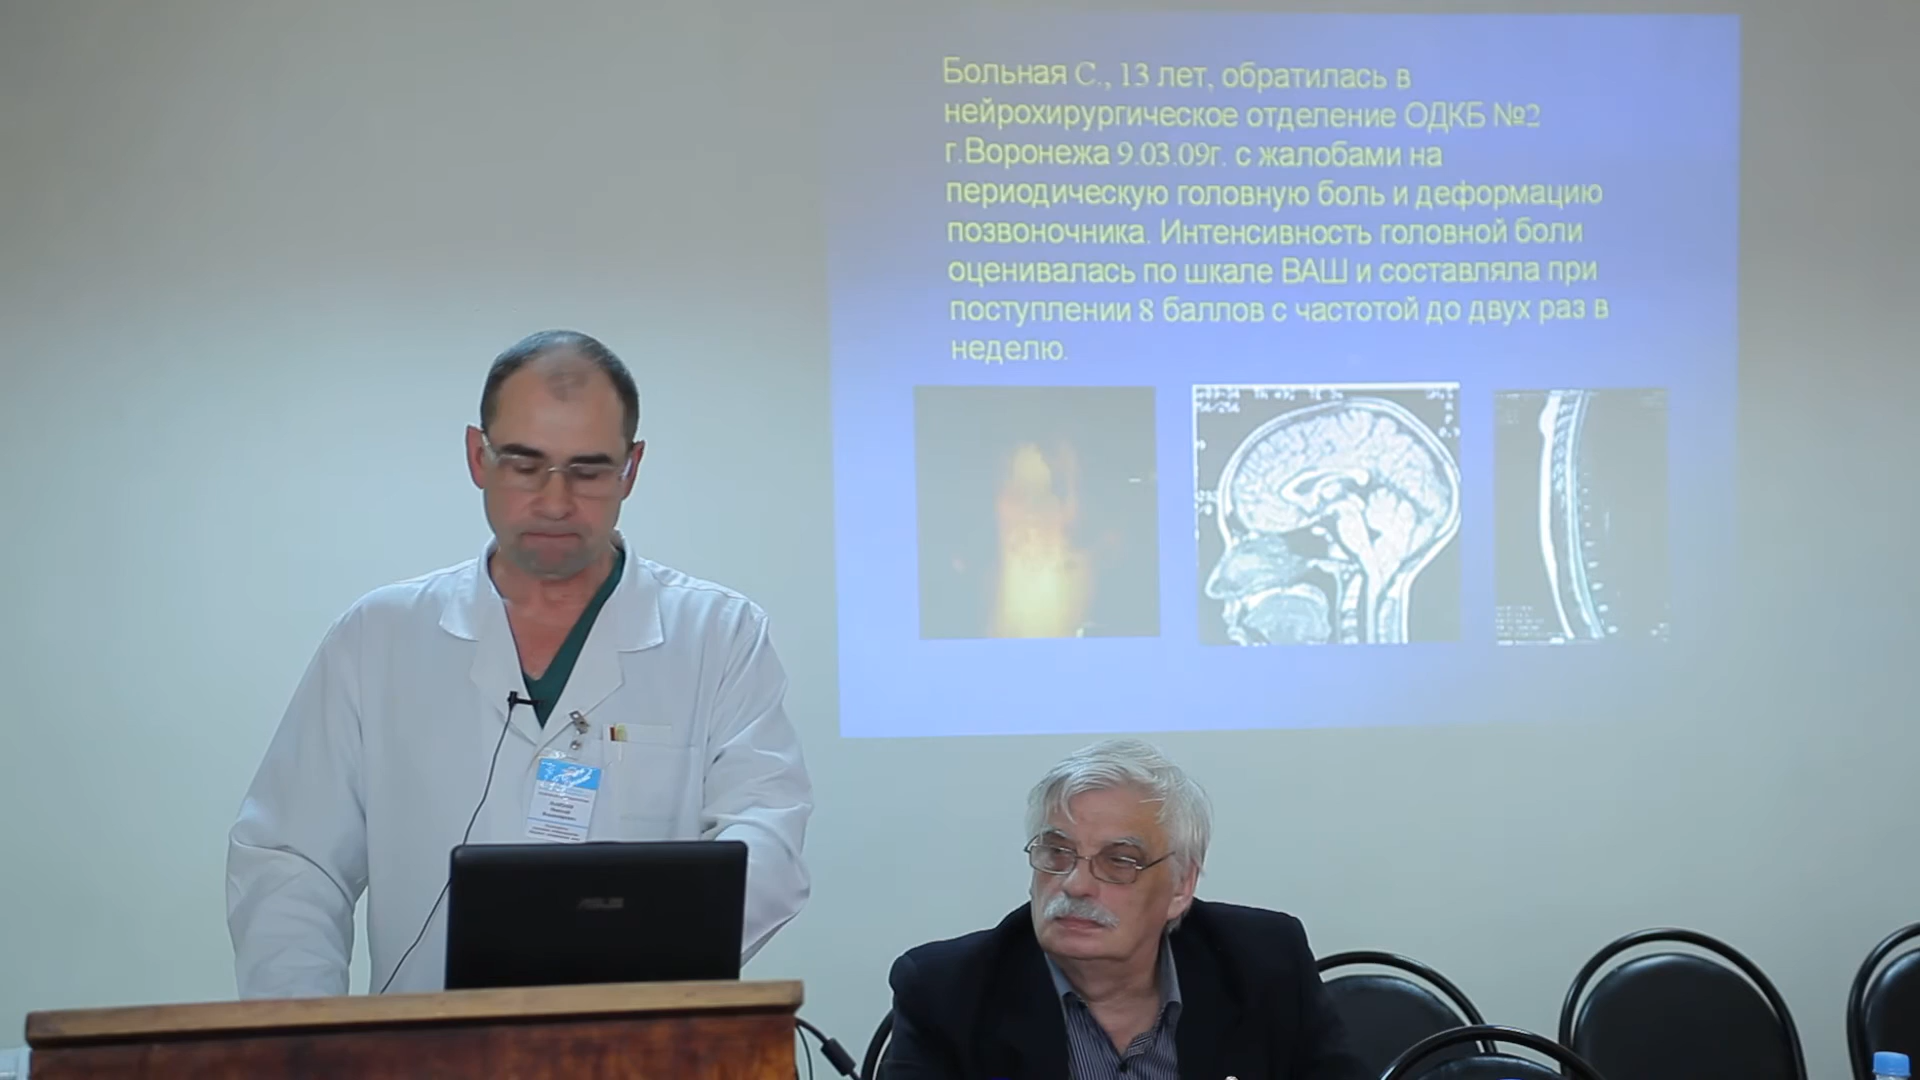 Больная С., 13 лет, обратилась в
нейрохирургическое отделение ОДКБ №2
г.Воронежа 9.03.09г. с жалобами на
периодическую головную боль и деформацию
позвоночника. Интенсивность головной боли
оценивалась по шкале ВАШ и составляла при
поступлении 8 баллов с частотой до двух раз в
неделю.
ASUS